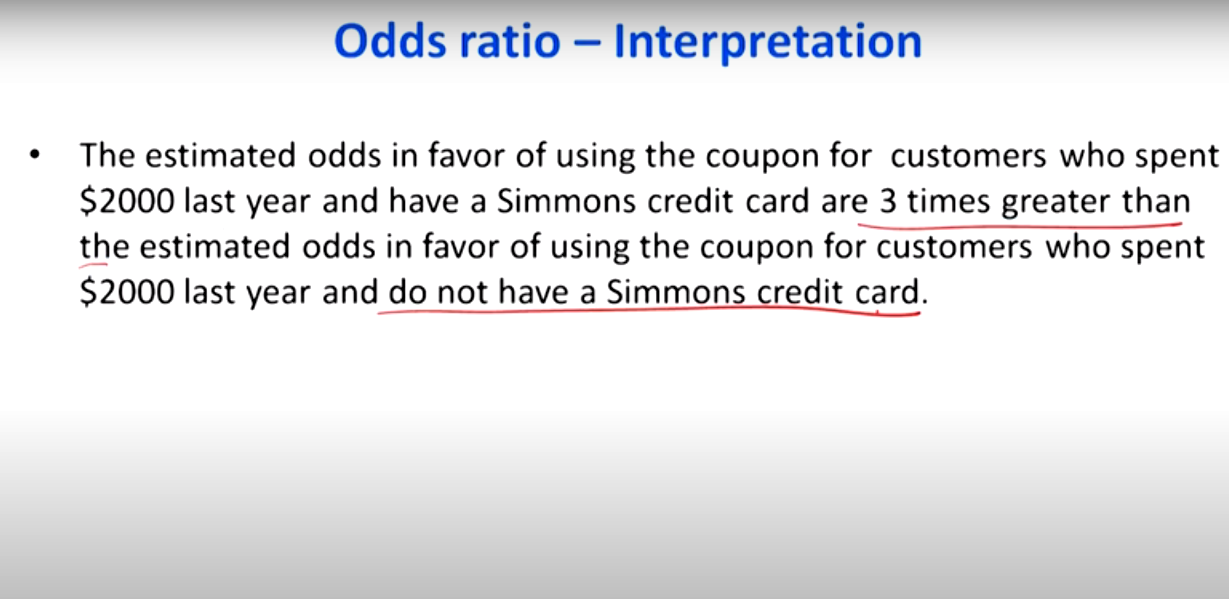 Odds ratio – Interpretation
• The estimated odds in favor of using the coupon for customers who spent
$2000 last year and have a Simmons credit card are 3 times greater than
the estimated odds in favor of using the coupon for customers who spent
$2000 last year and do not have a Simmons credit card.